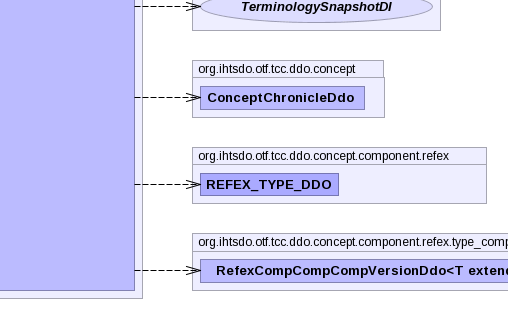 TerminologySnapshotDI
org.ihtsdo.otf.tcc.ddo.concept
ConceptChronicleDdo
org.ihtsdo.otf.tcc.ddo.concept.component.refex
REFEX_TYPE_DDO
org.ihtsdo.otf.tcc.ddo.concept.component.refex.type_comp
RefexCompCompCompVersionDdo<T extend